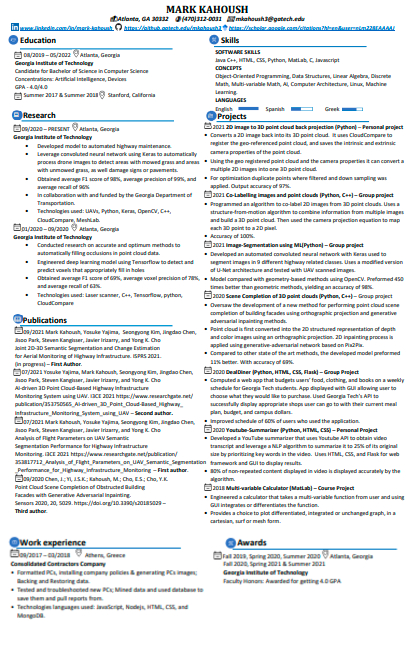 MARK KAHOUSH
Atlanta, GA 30332 (470)312-0031 mkahoush3@gatech.edu
www.linkedin.com/in/mark-kahoush https://github.gatech.edu/mkahoush3
Education
08/2019 – 05/2022 Atlanta, Georgia
Georgia Institute of Technology
Candidate for Bachelor of Science in Computer Science
Concentrations: Artificial Intelligence, Devices
GPA - 4.0/4.0
Summer 2017 & Summer 2018 Stanford, California
Research
09/2020 – PRESENT Atlanta, Georgia
Georgia Institute of Technology
• Developed model to automated highway maintenance.
• Leverage convoluted neural network using Keras to automatically
process drone images to detect areas with mowed grass and areas
with unmowed grass, as well damage signs or pavements.
• Obtained average F1 score of 98%, average precision of 99%, and
average recall of 96%
• In collaboration with and funded by the Georgia Department of
Transportation.
• Technologies used: UAVs, Python, Keras, OpenCV, C++,
CloudCompare, MeshLab.
01/2020 – 09/2020 Atlanta, Georgia
Georgia Institute of Technology
• Conducted research on accurate and optimum methods to
automatically filling occlusions in point cloud data.
• Engineered deep learning model using Tensorflow to detect and
predict voxels that appropriately fill in holes
• Obtained average F1 score of 69%, average voxel precision of 78%,
and average recall of 63%.
• Technologies used: Laser scanner, C++, Tensorflow, python,
CloudCompare
Publications
09/2021 Mark Kahoush, Yosuke Yajima, Seongyong Kim, Jingdao Chen,
Jisoo Park, Steven Kangisser, Javier Irizarry, and Yong K. Cho
Joint 2D-3D Semantic Segmentation and Change Estimation
for Aerial Monitoring of Highway Infrastructure. ISPRS 2021.
(in progress) – First Author.
07/2021 Yosuke Yajima, Mark Kahoush, Seongyong Kim, Jingdao Chen,
Jisoo Park, Steven Kangisser, Javier Irizarry, and Yong K. Cho
AI-driven 3D point Cloud-Based Highway Infrastructure
Monitoring System using UAV. I3CE 2021 https://www.researchgate.net/
Infrastructure_Monitoring_System_using_UAV – Second author.
07/2021 Mark Kahoush, Yosuke Yajima, Seongyong Kim, Jingdao Chen,
Jisoo Park, Steven Kangisser, Javier Irizarry, and Yong K. Cho
Analysis of Flight Parameters on UAV Semantic
Segmentation Performance for Highway Infrastructure
Monitoring. I3CE 2021 https://www.researchgate.net/publication/
353817712_Analysis_of_Flight_Parameters_on_UAV_Semantic_Segmentation
_Performance_for_Highway_Infrastructure_Monitoring – First author.
09/2020 Chen, J.; Yi, J.S.K.; Kahoush, M.; Cho, E.S.; Cho, Y.K.
Point Cloud Scene Completion of Obstructed Building
Facades with Generative Adversarial Inpainting.
Sensors 2020, 20, 5029. https://doi.org/10.3390/s20185029 –
Third author.
Work experience
09/2017 – 03/2018 Athens, Greece
Consolidated Contractors Company
• Formatted PCs, installing company policies & generating PCs images;
Backing and Restoring data.
• Tested and troubleshooted new PCs; Mined data and used database to
save them and pull reports from.
• Technologies languages used: JavaScript, Nodejs, HTML, CSS, and
MongoDB.
Skills
SOFTWARE SKILLS
Java C++, HTML, CSS, Python, MatLab, C, Javascript
CONCEPTS
Object-Oriented Programming, Data Structures, Linear Algebra, Discrete
Math, Multi-variable Math, AI, Computer vision, Machine Learning,
Statistics.
LANGUAGES
English Spanish Greek
Projects
2021 2D image to 3D point cloud back projection (Python) – Personal project
• Converts a 2D image back into its 3D point cloud. It uses CloudCompare to
register the geo-referenced point cloud, and saves the intrinsic and extrinsic
camera properties of the point cloud.
• Using the geo registered point cloud and the camera properties it can convert a
multiple 2D images into one 3D point cloud.
• For optimization duplicate points where filtered and down sampling was
applied. Output accuracy of 97%.
2021 Co-Labelling images and point clouds (Python, C++) – Group project
• Programmed an algorithm to co-label 2D images from 3D point clouds. Uses a
structure-from-motion algorithm to combine information from multiple images
and build a 3D point cloud. Then used the camera projection equation to map
each 3D point to a 2D pixel.
• Accuracy of 100%.
2021 Image-Segmentation using ML(Python) – Group project
• Developed an automated convoluted neural network with Keras used to
segment images in 9 different highway related classes. Uses a modified version
of U-Net architecture and tested with UAV scanned images.
• Model compared with geometry-based methods using OpenCV. Preformed 450
times better than geometric methods, yielding an accuracy of 98%.
2020 Scene Completion of 3D point clouds (Python, C++) – Group project
• Oversaw the development of a new method for performing point cloud scene
completion of building facades using orthographic projection and generative
adversarial inpainting methods.
• Point cloud is first converted into the 2D structured representation of depth
and color images using an orthographic projection. 2D inpainting process is
applied using generative-adversarial network based on Pix2Pix.
• Compared to other state of the art methods, the developed model preformed
11% better. With accuracy of 69%.
2020 DealDiner (Python, HTML, CSS, Flask) – Group Project
• Computed a web app that budgets users' food, clothing, and books on a weekly
schedule for Georgia Tech students. App displayed with GUI allowing user to
choose what they would like to purchase. Used Georgia Tech's API to
successfully display appropriate shops user can go to with their current meal
plan, budget, and campus dollars.
• Improved schedule of 60% of users who used the application.
2020 Youtube-Summarizer (Python, HTML, CSS) – Personal Project
• Developed a YouTube summarizer that uses Youtube API to obtain video
transcript and leverage a NLP algorithm to summarize it to 25% of its original
size by prioritizing key words in the video. Uses HTML, CSS, and Flask for web
framework and GUI to display results.
• 80% of non-repeated content displayed in video is displayed accurately by the
algorithm.
2018 Multi-variable Calculator (MatLab) – Course Project
• Engineered a calculator that takes a multi-variable function from user and using
GUI integrates or differentiates the function.
• Provides a choice to plot differentiated, integrated or unchanged graph, in a
cartesian, surf or mesh form.
Awards
Fall 2019, Spring 2020, Summer 2020 Atlanta, Georgia
Fall 2020, Spring 2021 & Summer 2021
Georgia Institute of Technology
Faculty Honors: Awarded for getting 4.0 GPA